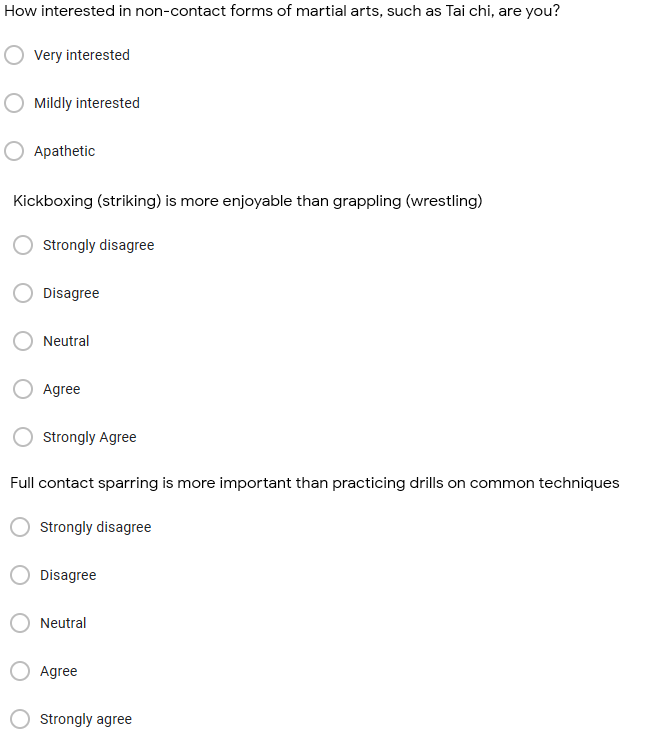 How interested in non-contact forms of martial arts, such as Tai chi, are you?
Very interested
Mildly interested
Apathetic
Kickboxing (striking) is more enjoyable than grappling (wrestling)
Strongly disagree
Disagree
Neutral
Agree
Strongly Agree
Full contact sparring is more important than practicing drills on common techniques
Strongly disagree
Disagree
Neutral
Agree
Strongly agree